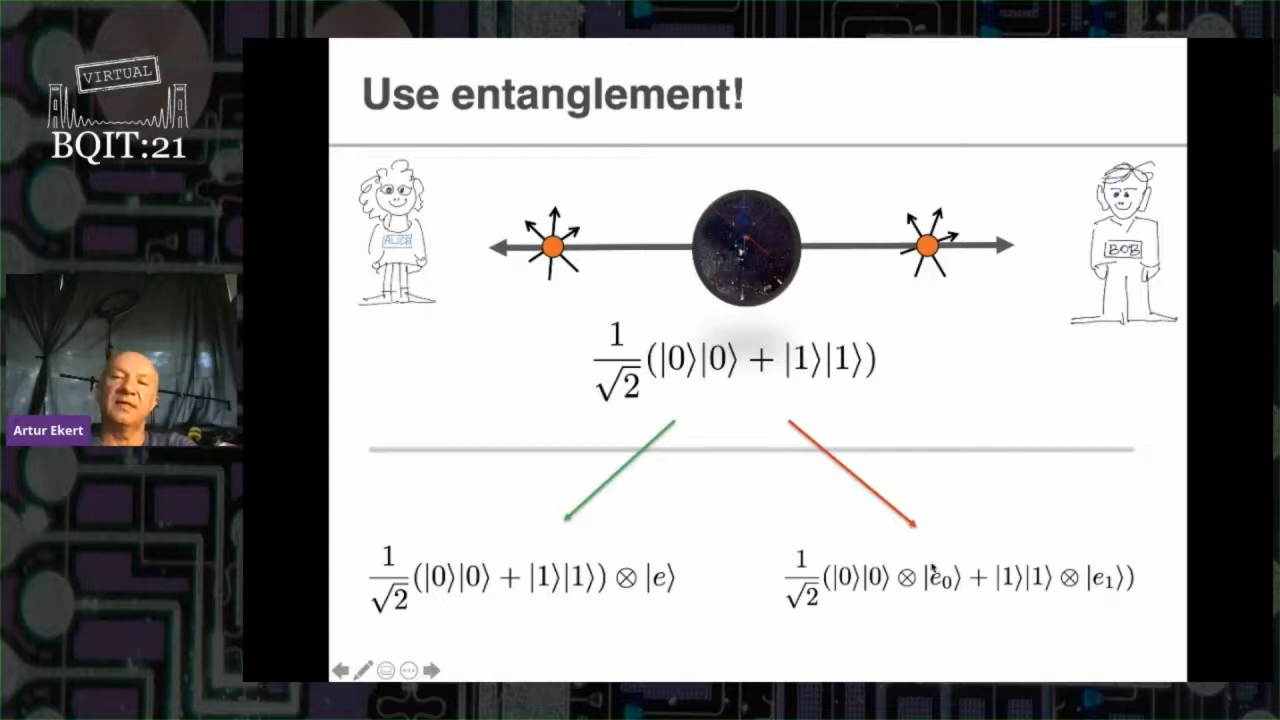 VIRTUAL
BQIT:21
Use entanglement!
ALICE
BOB
1/√2(|0⟩|0⟩ + |1⟩|1⟩)
Artur Ekert
1/√2(|0⟩|0⟩ + |1⟩|1⟩) ⊗ |e⟩
1/√2(|0⟩|0⟩ ⊗ |e₀⟩ + |1⟩|1⟩ ⊗ |e₁⟩)